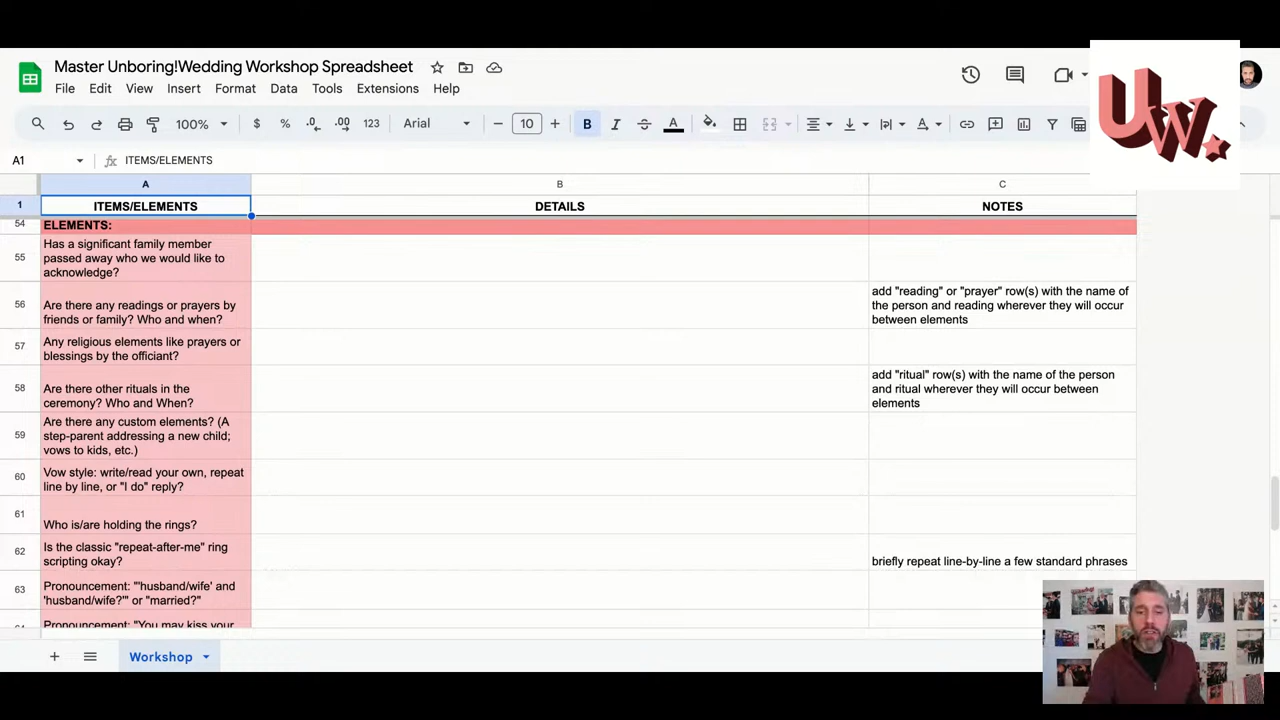 Master Unboring!Wedding Workshop Spreadsheet
File Edit View Insert Format Data Tools Extensions Help
100% $ % .0 .00 123 Arial 10 B I A
A1 fx ITEMS/ELEMENTS
UW
A B C
1 ITEMS/ELEMENTS DETAILS NOTES
54 ELEMENTS:
55 Has a significant family member
passed away who we would like to
acknowledge?
56 Are there any readings or prayers by
friends or family? Who and when?
add "reading" or "prayer" row(s) with the name of
the person and reading wherever they will occur
between elements
57 Any religious elements like prayers or
blessings by the officiant?
58 Are there other rituals in the
ceremony? Who and When?
add "ritual" row(s) with the name of the person
and ritual wherever they will occur between
elements
59 Are there any custom elements? (A
step-parent addressing a new child;
vows to kids, etc.)
60 Vow style: write/read your own, repeat
line by line, or "I do" reply?
61 Who is/are holding the rings?
62 Is the classic "repeat-after-me" ring
scripting okay?
briefly repeat line-by-line a few standard phrases
63 Pronouncement: "'husband/wife' and
'husband/wife?'" or "married?"
Pronouncement: "You may kiss your
Workshop